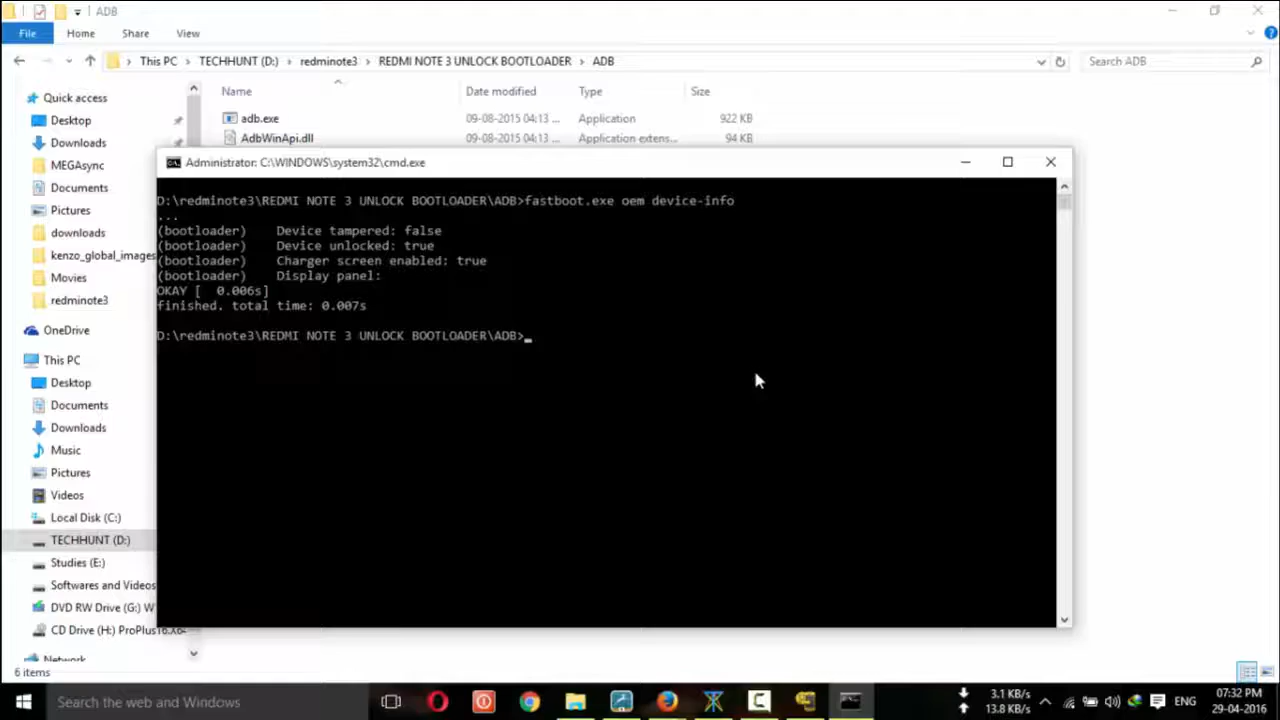 ADB
File Home Share View
This PC TECHHUNT (D:) redminote3 REDMI NOTE 3 UNLOCK BOOTLOADER ADB
Search ADB
Name Date modified Type Size
adb.exe 09-08-2015 04:13 ... Application 922 KB
AdbWinApi.dll 09-08-2015 04:13 ... Application extens... 94 KB
Quick access
Desktop
Downloads
MEGAsync
Documents
Pictures
downloads
kenzo_global_images
Movies
redminote3
OneDrive
This PC
Desktop
Documents
Downloads
Music
Pictures
Videos
Local Disk (C:)
TECHHUNT (D:)
Studies (E:)
Softwares and Videos
DVD RW Drive (G:) W
CD Drive (H:) ProPlus16.x64
Network
6 items
Administrator: C:\WINDOWS\system32\cmd.exe
D:\redminote3\REDMI NOTE 3 UNLOCK BOOTLOADER\ADB>fastboot.exe oem device-info
...
(bootloader) Device tampered: false
(bootloader) Device unlocked: true
(bootloader) Charger screen enabled: true
(bootloader) Display panel:
OKAY [ 0.006s]
finished. total time: 0.007s
D:\redminote3\REDMI NOTE 3 UNLOCK BOOTLOADER\ADB>
Search the web and Windows
3.1 KB/s
13.8 KB/s
ENG
07:32 PM
29-04-2016